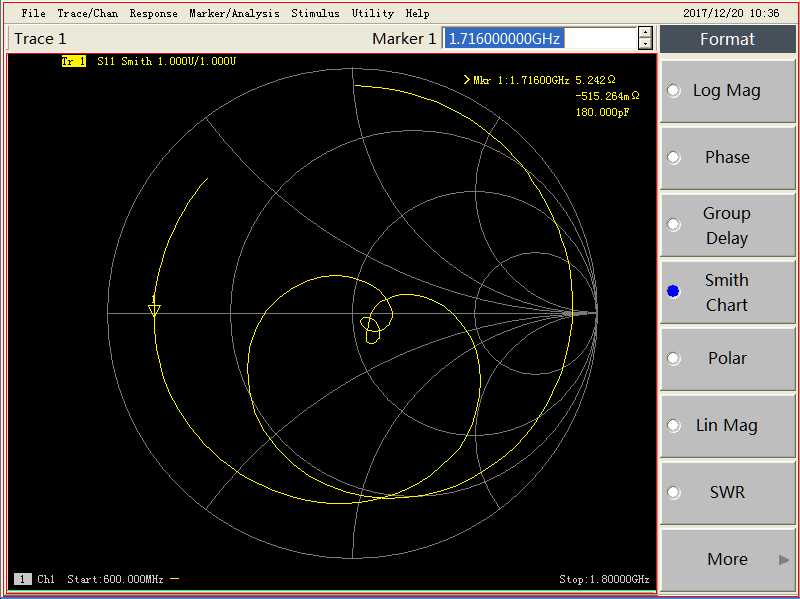 File Trace/Chan Response Marker/Analysis Stimulus Utility Help 2017/12/20 10:36
Trace 1 Marker 1 1.716000000GHz
Format
Tr 1 S11 Smith 1.000U/1.000U
>Mkr 1:1.71600GHz 5.242Ω
-515.264mΩ
180.000pF
Log Mag
Phase
Group
Delay
1
Smith
Chart
Polar
Lin Mag
SWR
More
1 Ch1 Start:600.000MHz — Stop:1.80000GHz